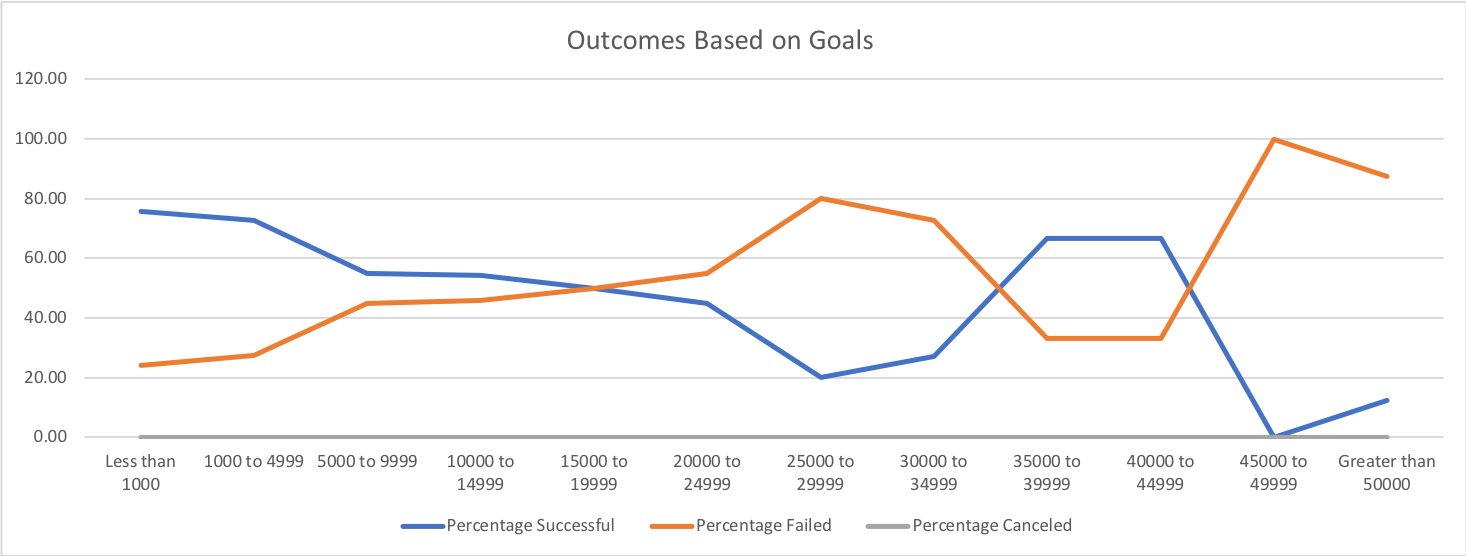 Outcomes Based on Goals
120.00
100.00
80.00
60.00
40.00
20.00
0.00
Less than 1000 to 4999 5000 to 9999 10000 to 15000 to 20000 to 25000 to 30000 to 35000 to 40000 to 45000 to Greater than
1000 14999 19999 24999 29999 34999 39999 44999 49999 50000
Percentage Successful Percentage Failed Percentage Canceled